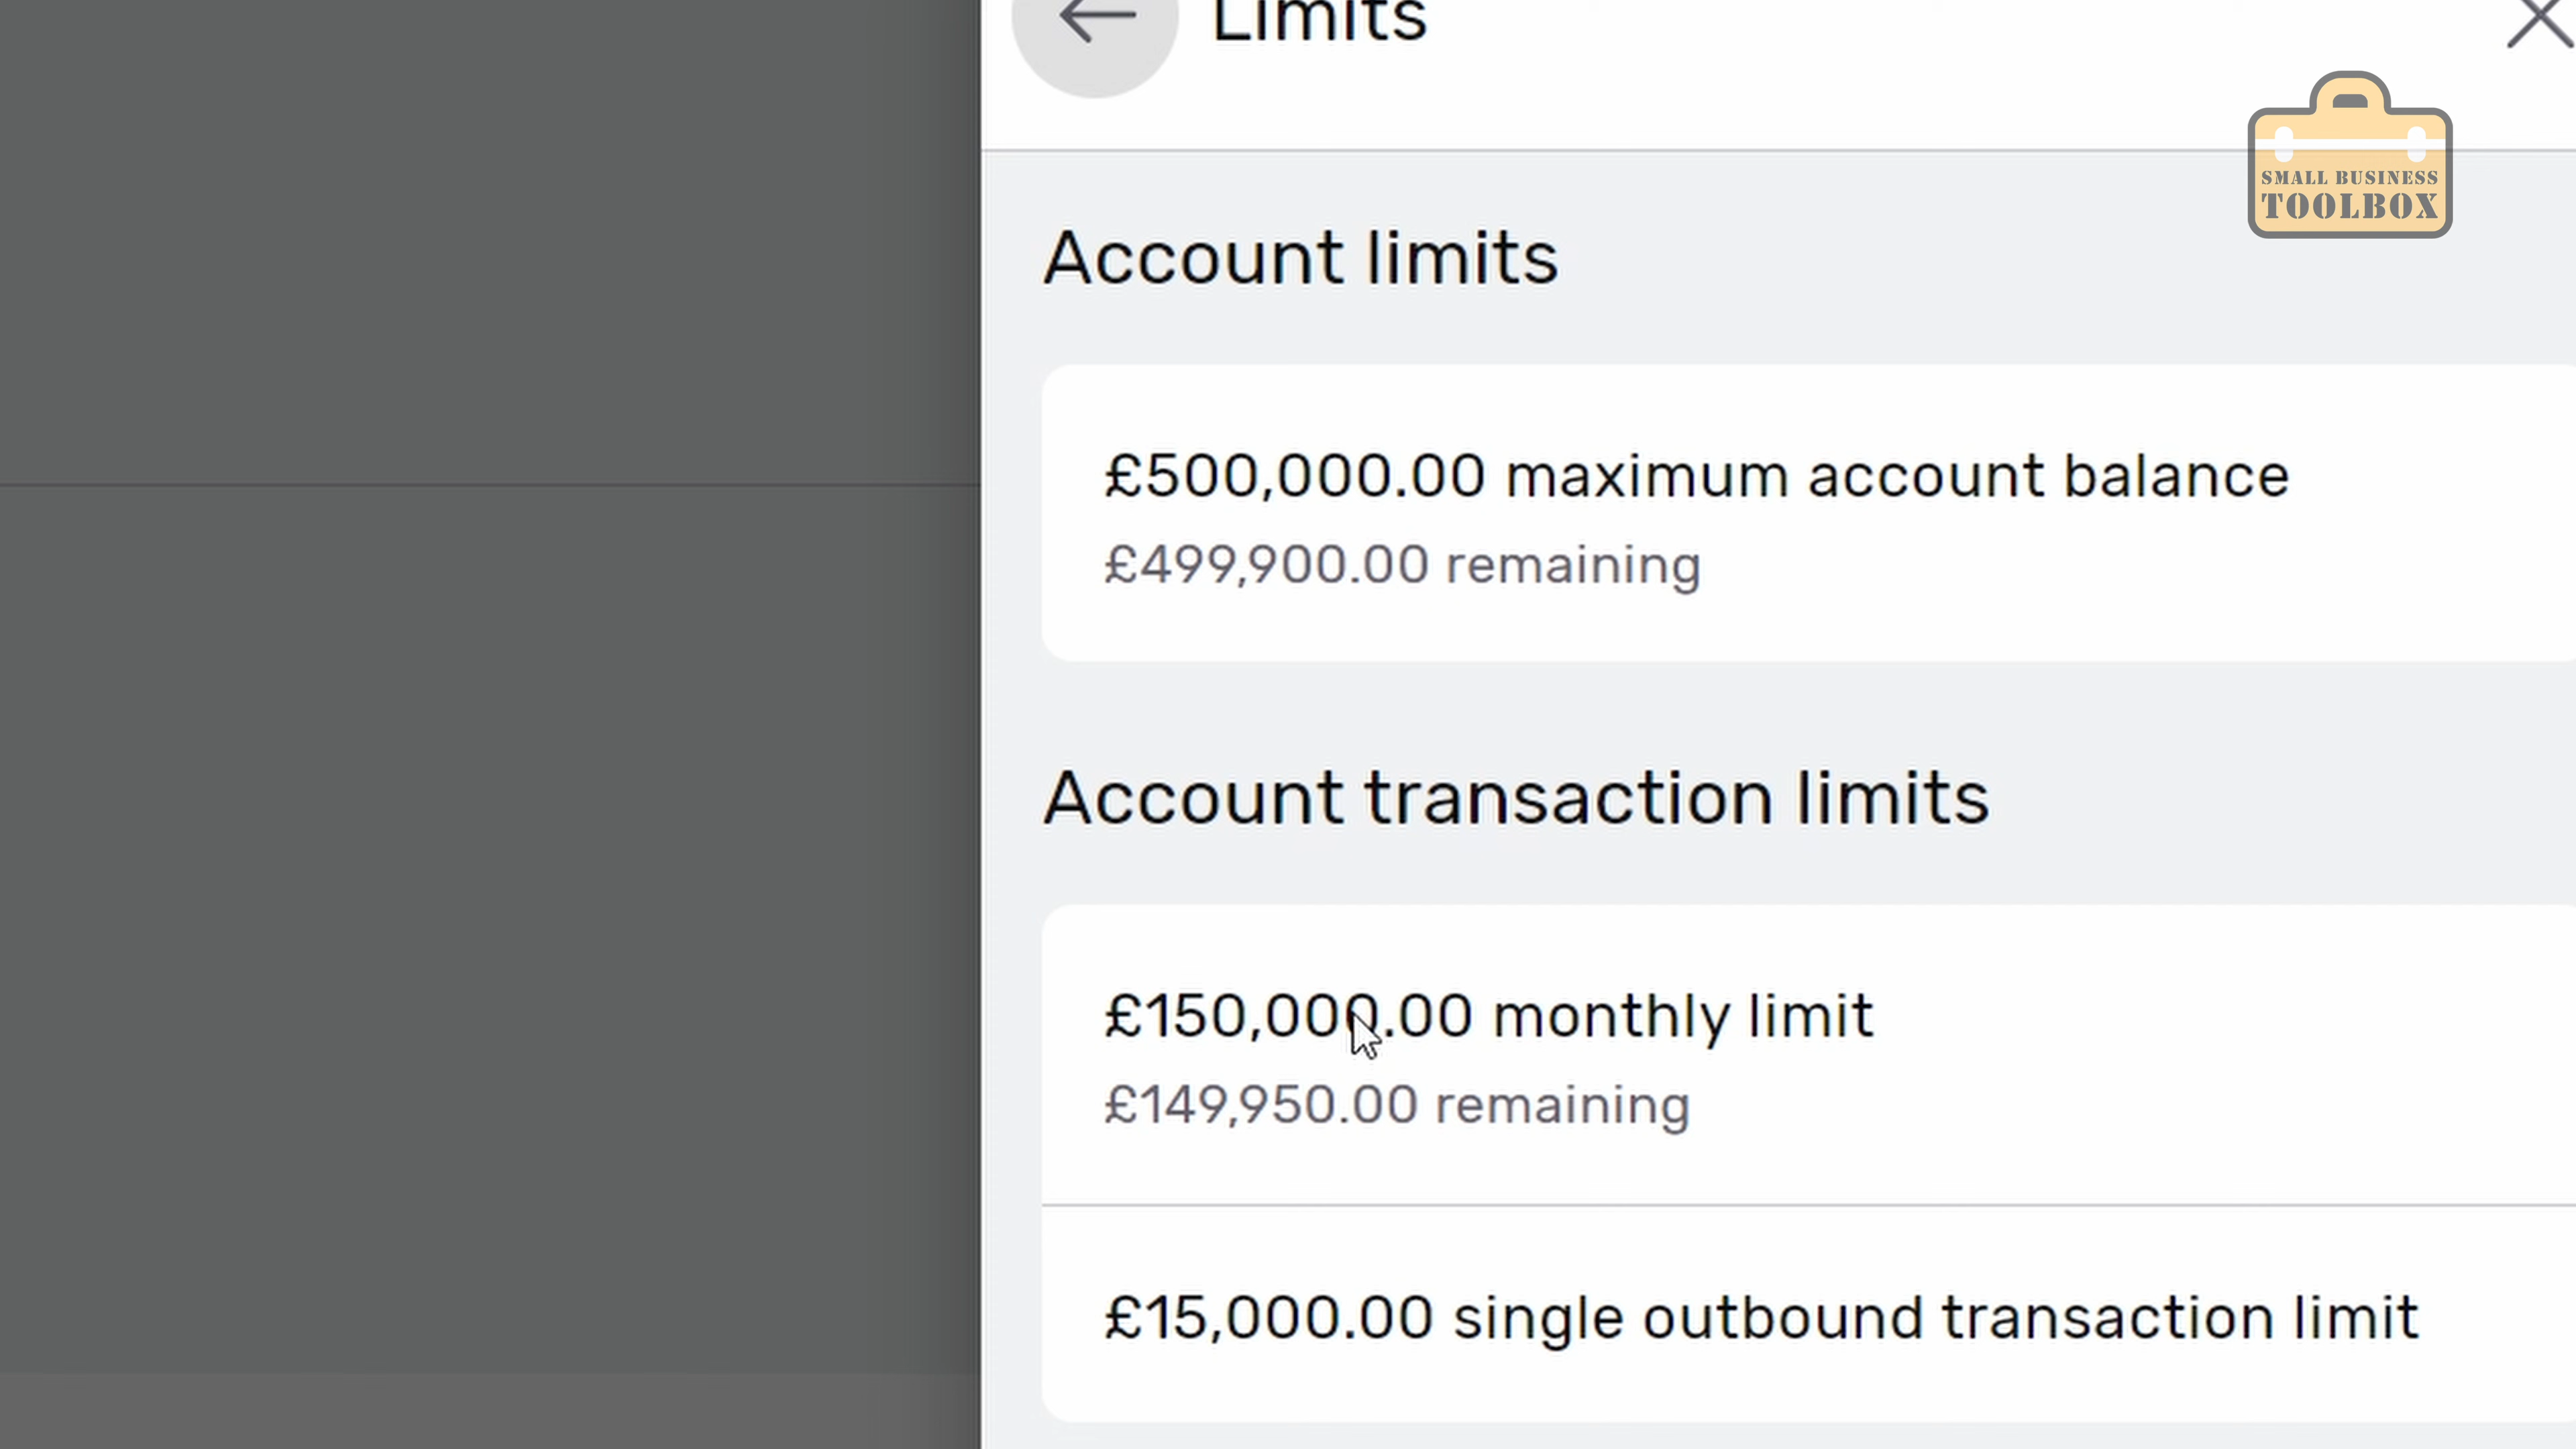 Limits
SMALL BUSINESS
TOOLBOX
Account limits
£500,000.00 maximum account balance
£499,900.00 remaining
Account transaction limits
£150,000.00 monthly limit
£149,950.00 remaining
£15,000.00 single outbound transaction limit